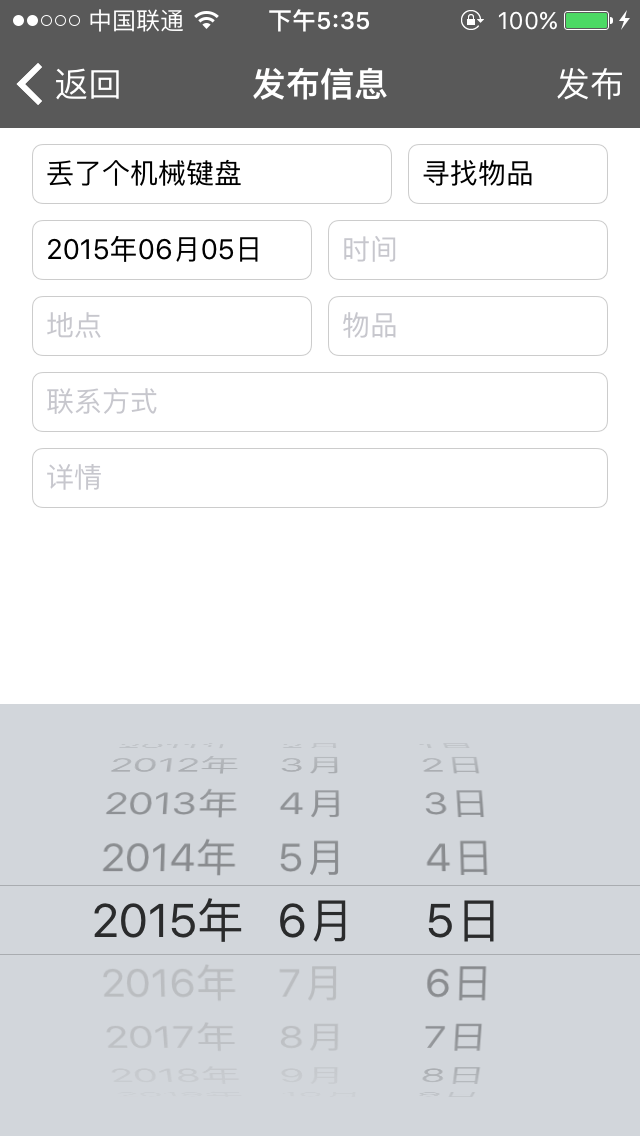 中国联通 下午5:35 100%
返回 发布信息 发布
丢了个机械键盘 寻找物品
2015年06月05日 时间
地点 物品
联系方式
详情
2012年 3月 2日
2013年 4月 3日
2014年 5月 4日
2015年 6月 5日
2016年 7月 6日
2017年 8月 7日
2018年 9月 8日